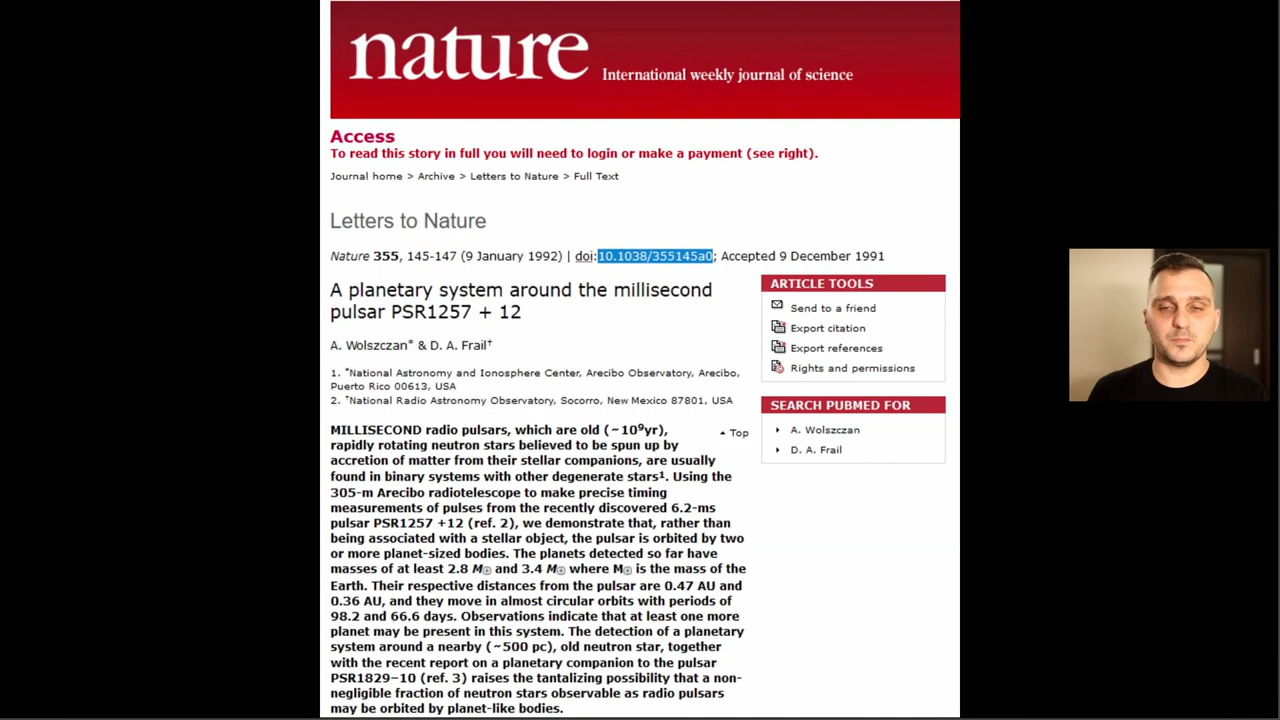 nature International weekly journal of science
Access
To read this story in full you will need to login or make a payment (see right).
Journal home > Archive > Letters to Nature > Full Text
Letters to Nature
Nature 355, 145-147 (9 January 1992) | doi:10.1038/355145a0; Accepted 9 December 1991
A planetary system around the millisecond
pulsar PSR1257 + 12
A. Wolszczan* & D. A. Frail†
1. *National Astronomy and Ionosphere Center, Arecibo Observatory, Arecibo,
Puerto Rico 00613, USA
2. †National Radio Astronomy Observatory, Socorro, New Mexico 87801, USA
MILLISECOND radio pulsars, which are old (~10⁹yr),
rapidly rotating neutron stars believed to be spun up by
accretion of matter from their stellar companions, are usually
found in binary systems with other degenerate stars¹. Using the
305-m Arecibo radiotelescope to make precise timing
measurements of pulses from the recently discovered 6.2-ms
pulsar PSR1257 +12 (ref. 2), we demonstrate that, rather than
being associated with a stellar object, the pulsar is orbited by two
or more planet-sized bodies. The planets detected so far have
masses of at least 2.8 M⊕ and 3.4 M⊕ where M⊕ is the mass of the
Earth. Their respective distances from the pulsar are 0.47 AU and
0.36 AU, and they move in almost circular orbits with periods of
98.2 and 66.6 days. Observations indicate that at least one more
planet may be present in this system. The detection of a planetary
system around a nearby (~500 pc), old neutron star, together
with the recent report on a planetary companion to the pulsar
PSR1829−10 (ref. 3) raises the tantalizing possibility that a non-
negligible fraction of neutron stars observable as radio pulsars
may be orbited by planet-like bodies.
Top
ARTICLE TOOLS
Send to a friend
Export citation
Export references
Rights and permissions
SEARCH PUBMED FOR
A. Wolszczan
D. A. Frail